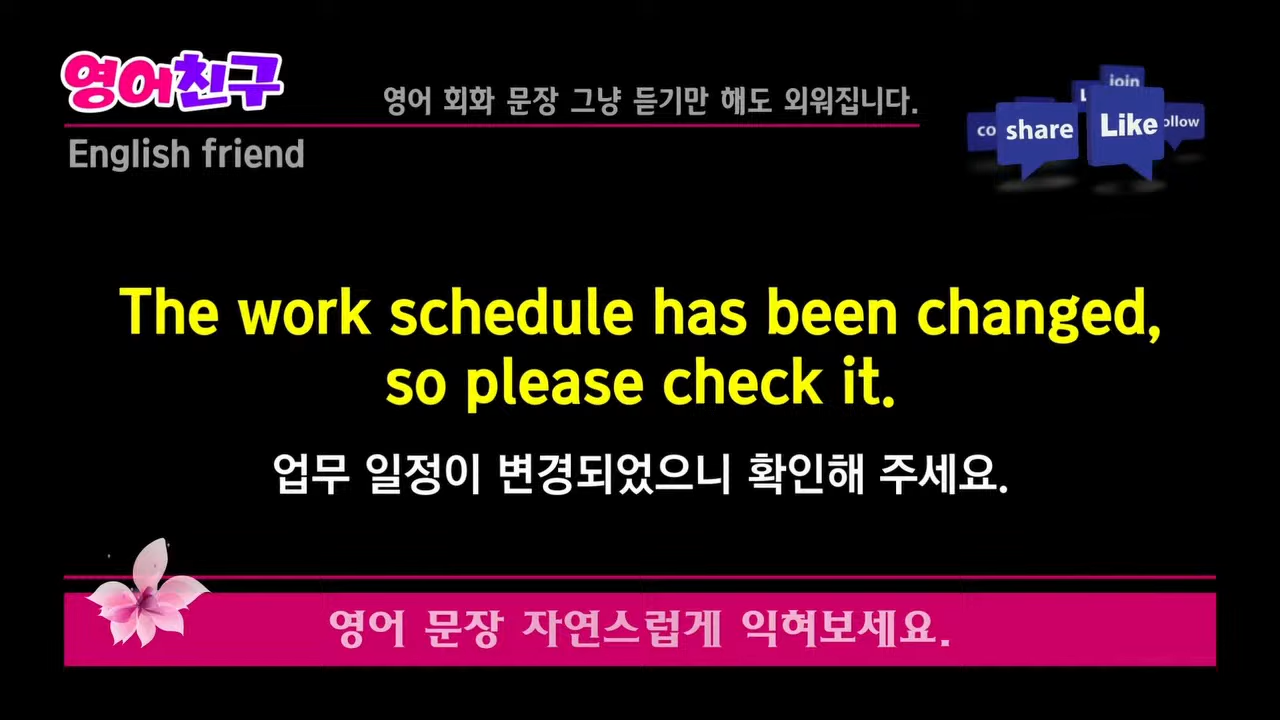 영어친구
영어 회화 문장 그냥 듣기만 해도 외워집니다.
English friend
join
share
Like
The work schedule has been changed,
so please check it.
업무 일정이 변경되었으니 확인해 주세요.
영어 문장 자연스럽게 익혀보세요.